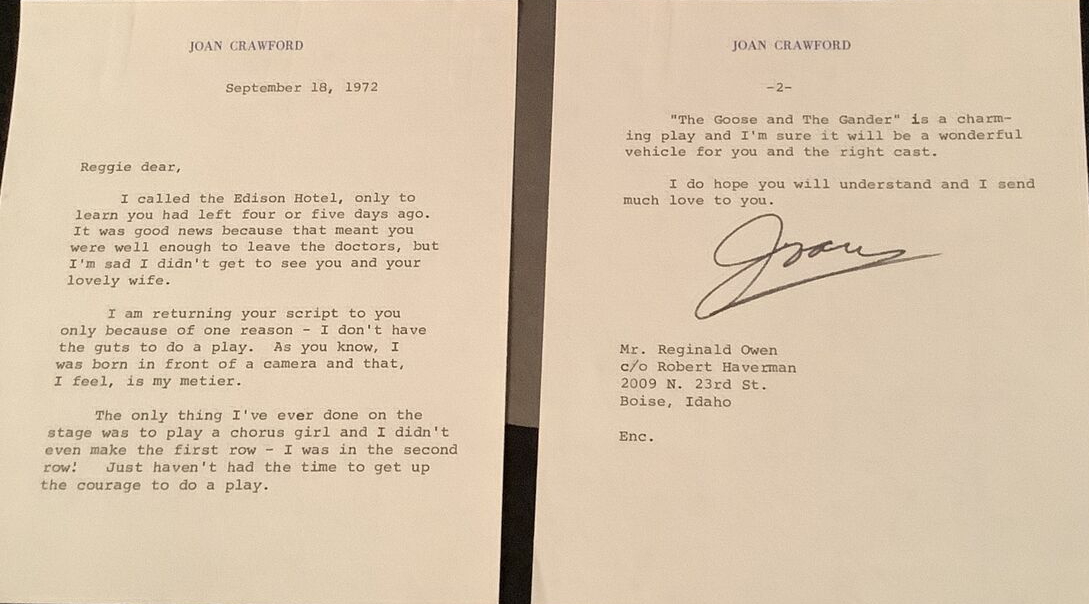 JOAN CRAWFORD
September 18, 1972
Reggie dear,
I called the Edison Hotel, only to
learn you had left four or five days ago.
It was good news because that meant you
were well enough to leave the doctors, but
I'm sad I didn't get to see you and your
lovely wife.
I am returning your script to you
only because of one reason - I don't have
the guts to do a play. As you know, I
was born in front of a camera and that,
I feel, is my metier.
The only thing I've ever done on the
stage was to play a chorus girl and I didn't
even make the first row - I was in the second
row! Just haven't had the time to get up
the courage to do a play.
JOAN CRAWFORD
-2-
"The Goose and The Gander" is a charm-
ing play and I'm sure it will be a wonderful
vehicle for you and the right cast.
I do hope you will understand and I send
much love to you.
Joan
Mr. Reginald Owen
c/o Robert Haverman
2009 N. 23rd St.
Boise, Idaho
Enc.